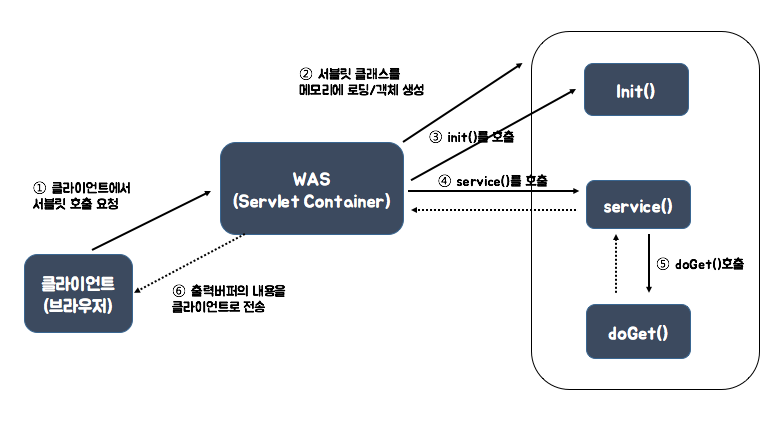 ② 서블릿 클래스를
메모리에 로딩/객체 생성
Init()
③ init()를 호출
WAS
(Servlet Container)
④ service()를 호출
① 클라이언트에서
서블릿 호출 요청
service()
⑤ doGet()호출
클라이언트
(브라우저)
⑥ 출력버퍼의 내용을
클라이언트로 전송
doGet()